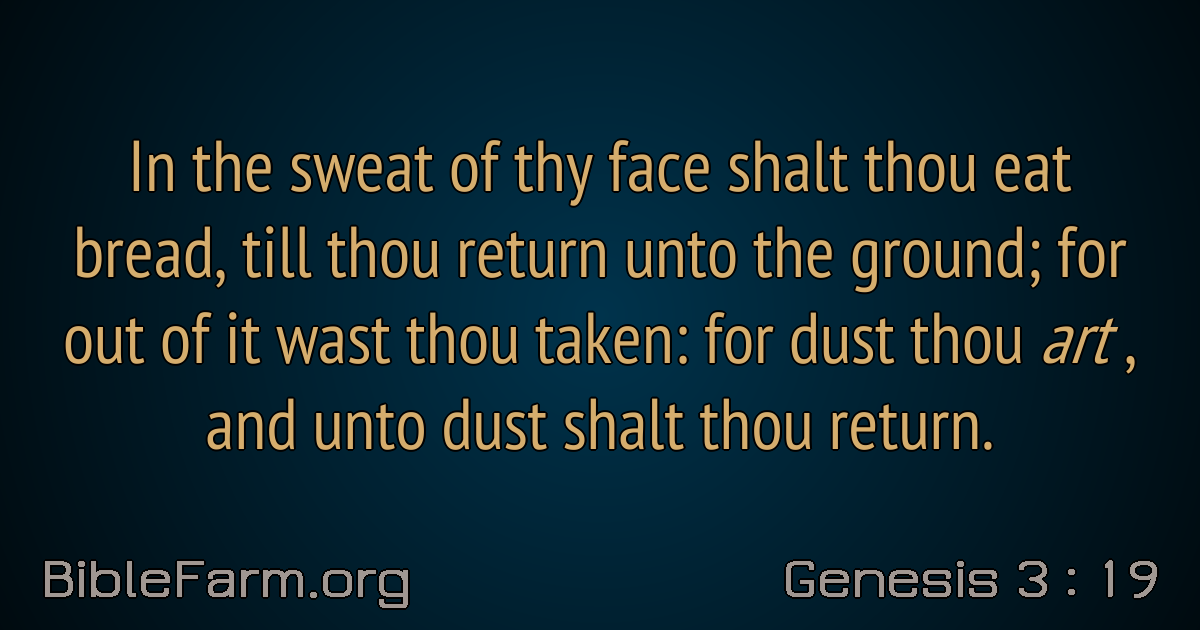 In the sweat of thy face shalt thou eat
bread, till thou return unto the ground; for
out of it wast thou taken: for dust thou art ,
and unto dust shalt thou return.
BibleFarm.org
Genesis 3 : 19